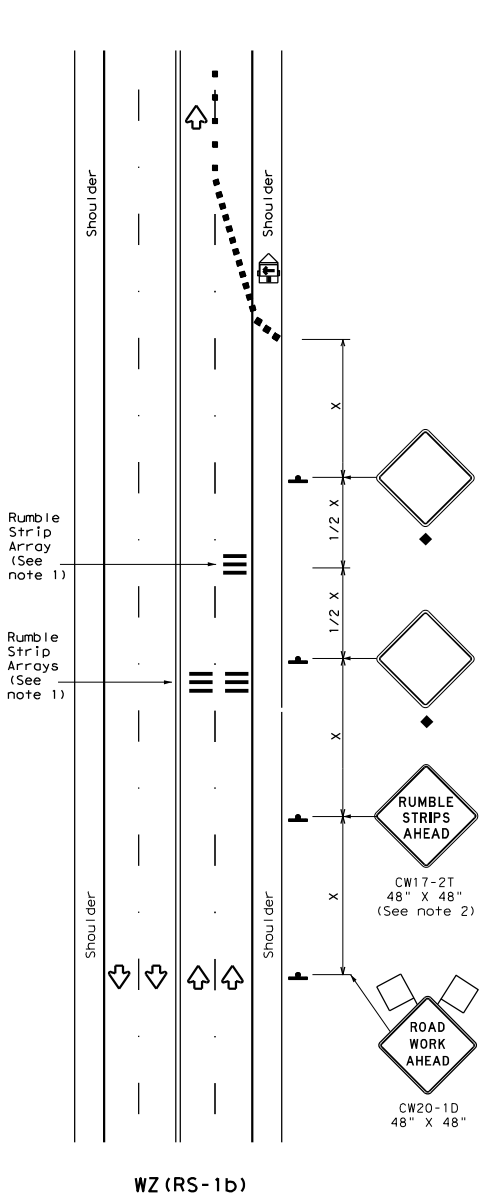 Shoulder
Shoulder
X
1/2 X
Rumble
Strip
Array
(See
note 1)
1/2 X
Rumble
Strip
Arrays
(See
note 1)
X
RUMBLE
STRIPS
AHEAD
CW17-2T
48" X 48"
(See note 2)
X
Shoulder
Shoulder
ROAD
WORK
AHEAD
CW20-1D
48" X 48"
WZ(RS-1b)